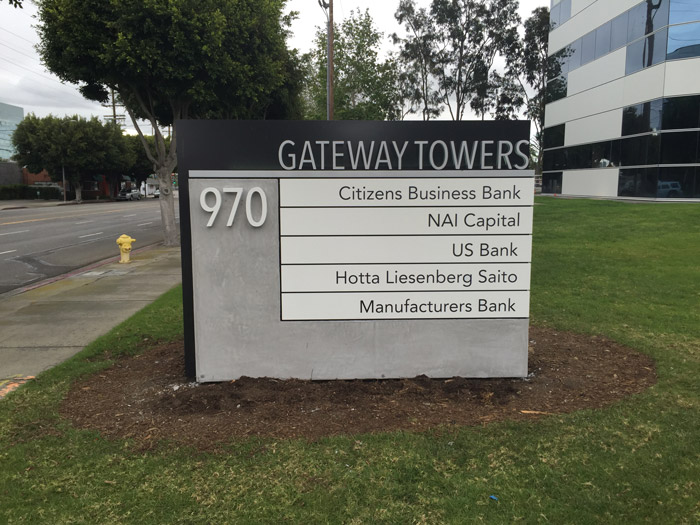 GATEWAY TOWERS
970
Citizens Business Bank
NAI Capital
US Bank
Hotta Liesenberg Saito
Manufacturers Bank